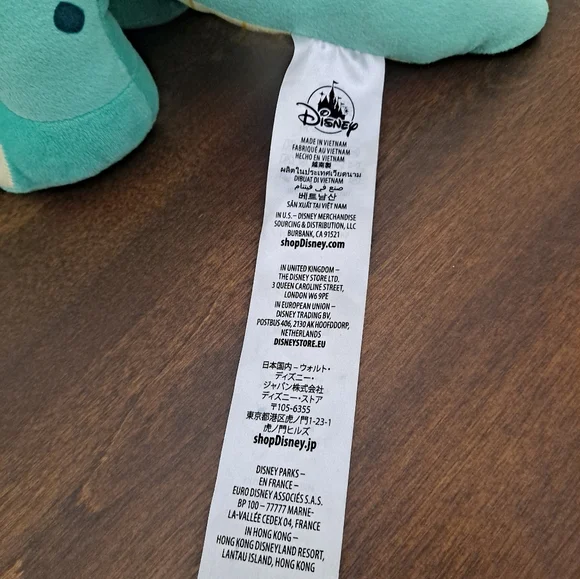 Disney
MADE IN VIETNAM
FABRIQUÉ AU VIETNAM
HECHO EN VIETNAM
越南製
ผลิตในประเทศเวียดนาม
DIBUAT DI VIETNAM
صنع في فيتنام
베트남산
SẢN XUẤT TẠI VIỆT NAM
IN U.S. – DISNEY MERCHANDISE
SOURCING & DISTRIBUTION, LLC
BURBANK, CA 91521
shopDisney.com
IN UNITED KINGDOM –
THE DISNEY STORE LTD.
3 QUEEN CAROLINE STREET,
LONDON W6 9PE
IN EUROPEAN UNION –
DISNEY TRADING BV,
POSTBUS 406, 2130 AK HOOFDDORP,
NETHERLANDS
DISNEYSTORE.EU
日本国内 – ウォルト・
ディズニー・
ジャパン株式会社
ディズニー・ストア
〒105-6355
東京都港区虎ノ門1-23-1
虎ノ門ヒルズ
shopDisney.jp
DISNEY PARKS –
EN FRANCE –
EURO DISNEY ASSOCIÉS S.A.S.
BP 100 – 77777 MARNE-
LA-VALLÉE CEDEX 04, FRANCE
IN HONG KONG –
HONG KONG DISNEYLAND RESORT,
LANTAU ISLAND, HONG KONG